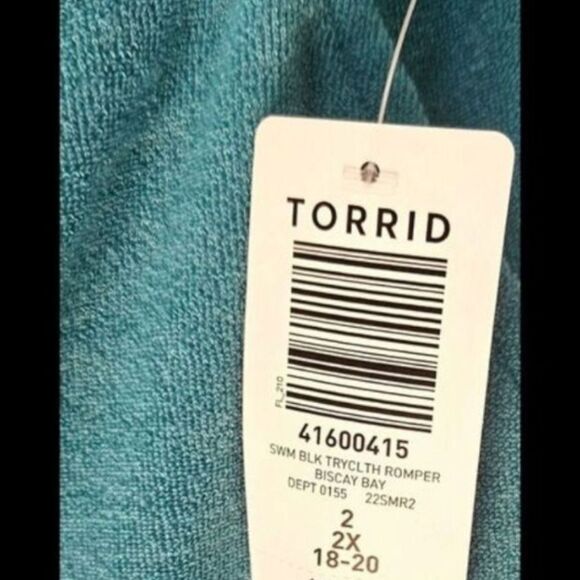 TORRID
FL_210
41600415
SWM BLK TRYCLTH ROMPER
BISCAY BAY
DEPT 0155 22SMR2
2
2X
18-20